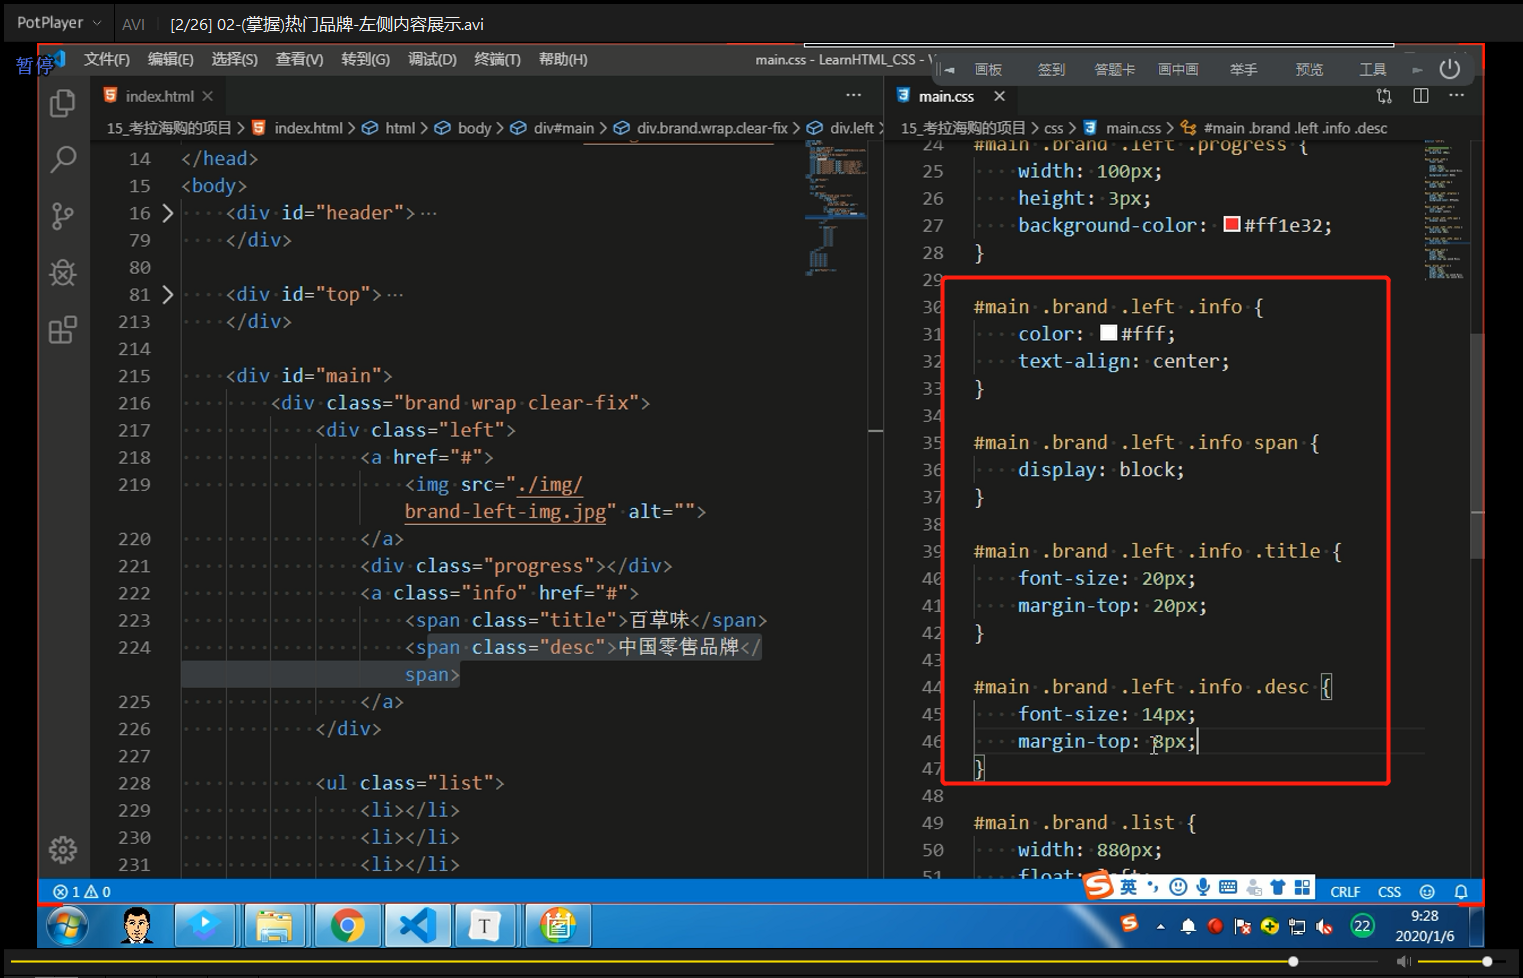 PotPlayer AVI [2/26] 02-(掌握)热门品牌-左侧内容展示.avi
暂停
文件(F) 编辑(E) 选择(S) 查看(V) 转到(G) 调试(D) 终端(T) 帮助(H) main.css - LearnHTML_CSS - V
画板 签到 答题卡 画中画 举手 预览 工具
index.html
main.css
15_考拉海购的项目 > index.html > html > body > div#main > div.brand.wrap.clear-fix > div.left >
15_考拉海购的项目 > css > main.css > #main .brand .left .info .desc
14 </head>
15 <body>
16 <div id="header">…
79 </div>
80
81 <div id="top">…
213 </div>
214
215 <div id="main">
216 <div class="brand wrap clear-fix">
217 <div class="left">
218 <a href="#">
219 <img src="./img/
brand-left-img.jpg" alt="">
220 </a>
221 <div class="progress"></div>
222 <a class="info" href="#">
223 <span class="title">百草味</span>
224 <span class="desc">中国零售品牌</
span>
225 </a>
226 </div>
227
228 <ul class="list">
229 <li></li>
230 <li></li>
231 <li></li>
24 #main .brand .left .progress {
25 width: 100px;
26 height: 3px;
27 background-color: #ff1e32;
28 }
29
30 #main .brand .left .info {
31 color: #fff;
32 text-align: center;
33 }
34
35 #main .brand .left .info span {
36 display: block;
37 }
38
39 #main .brand .left .info .title {
40 font-size: 20px;
41 margin-top: 20px;
42 }
43
44 #main .brand .left .info .desc {
45 font-size: 14px;
46 margin-top: 8px;
47 }
48
49 #main .brand .list {
50 width: 880px;
51 float: left;
1 0
英
CRLF CSS
T
22
9:28
2020/1/6